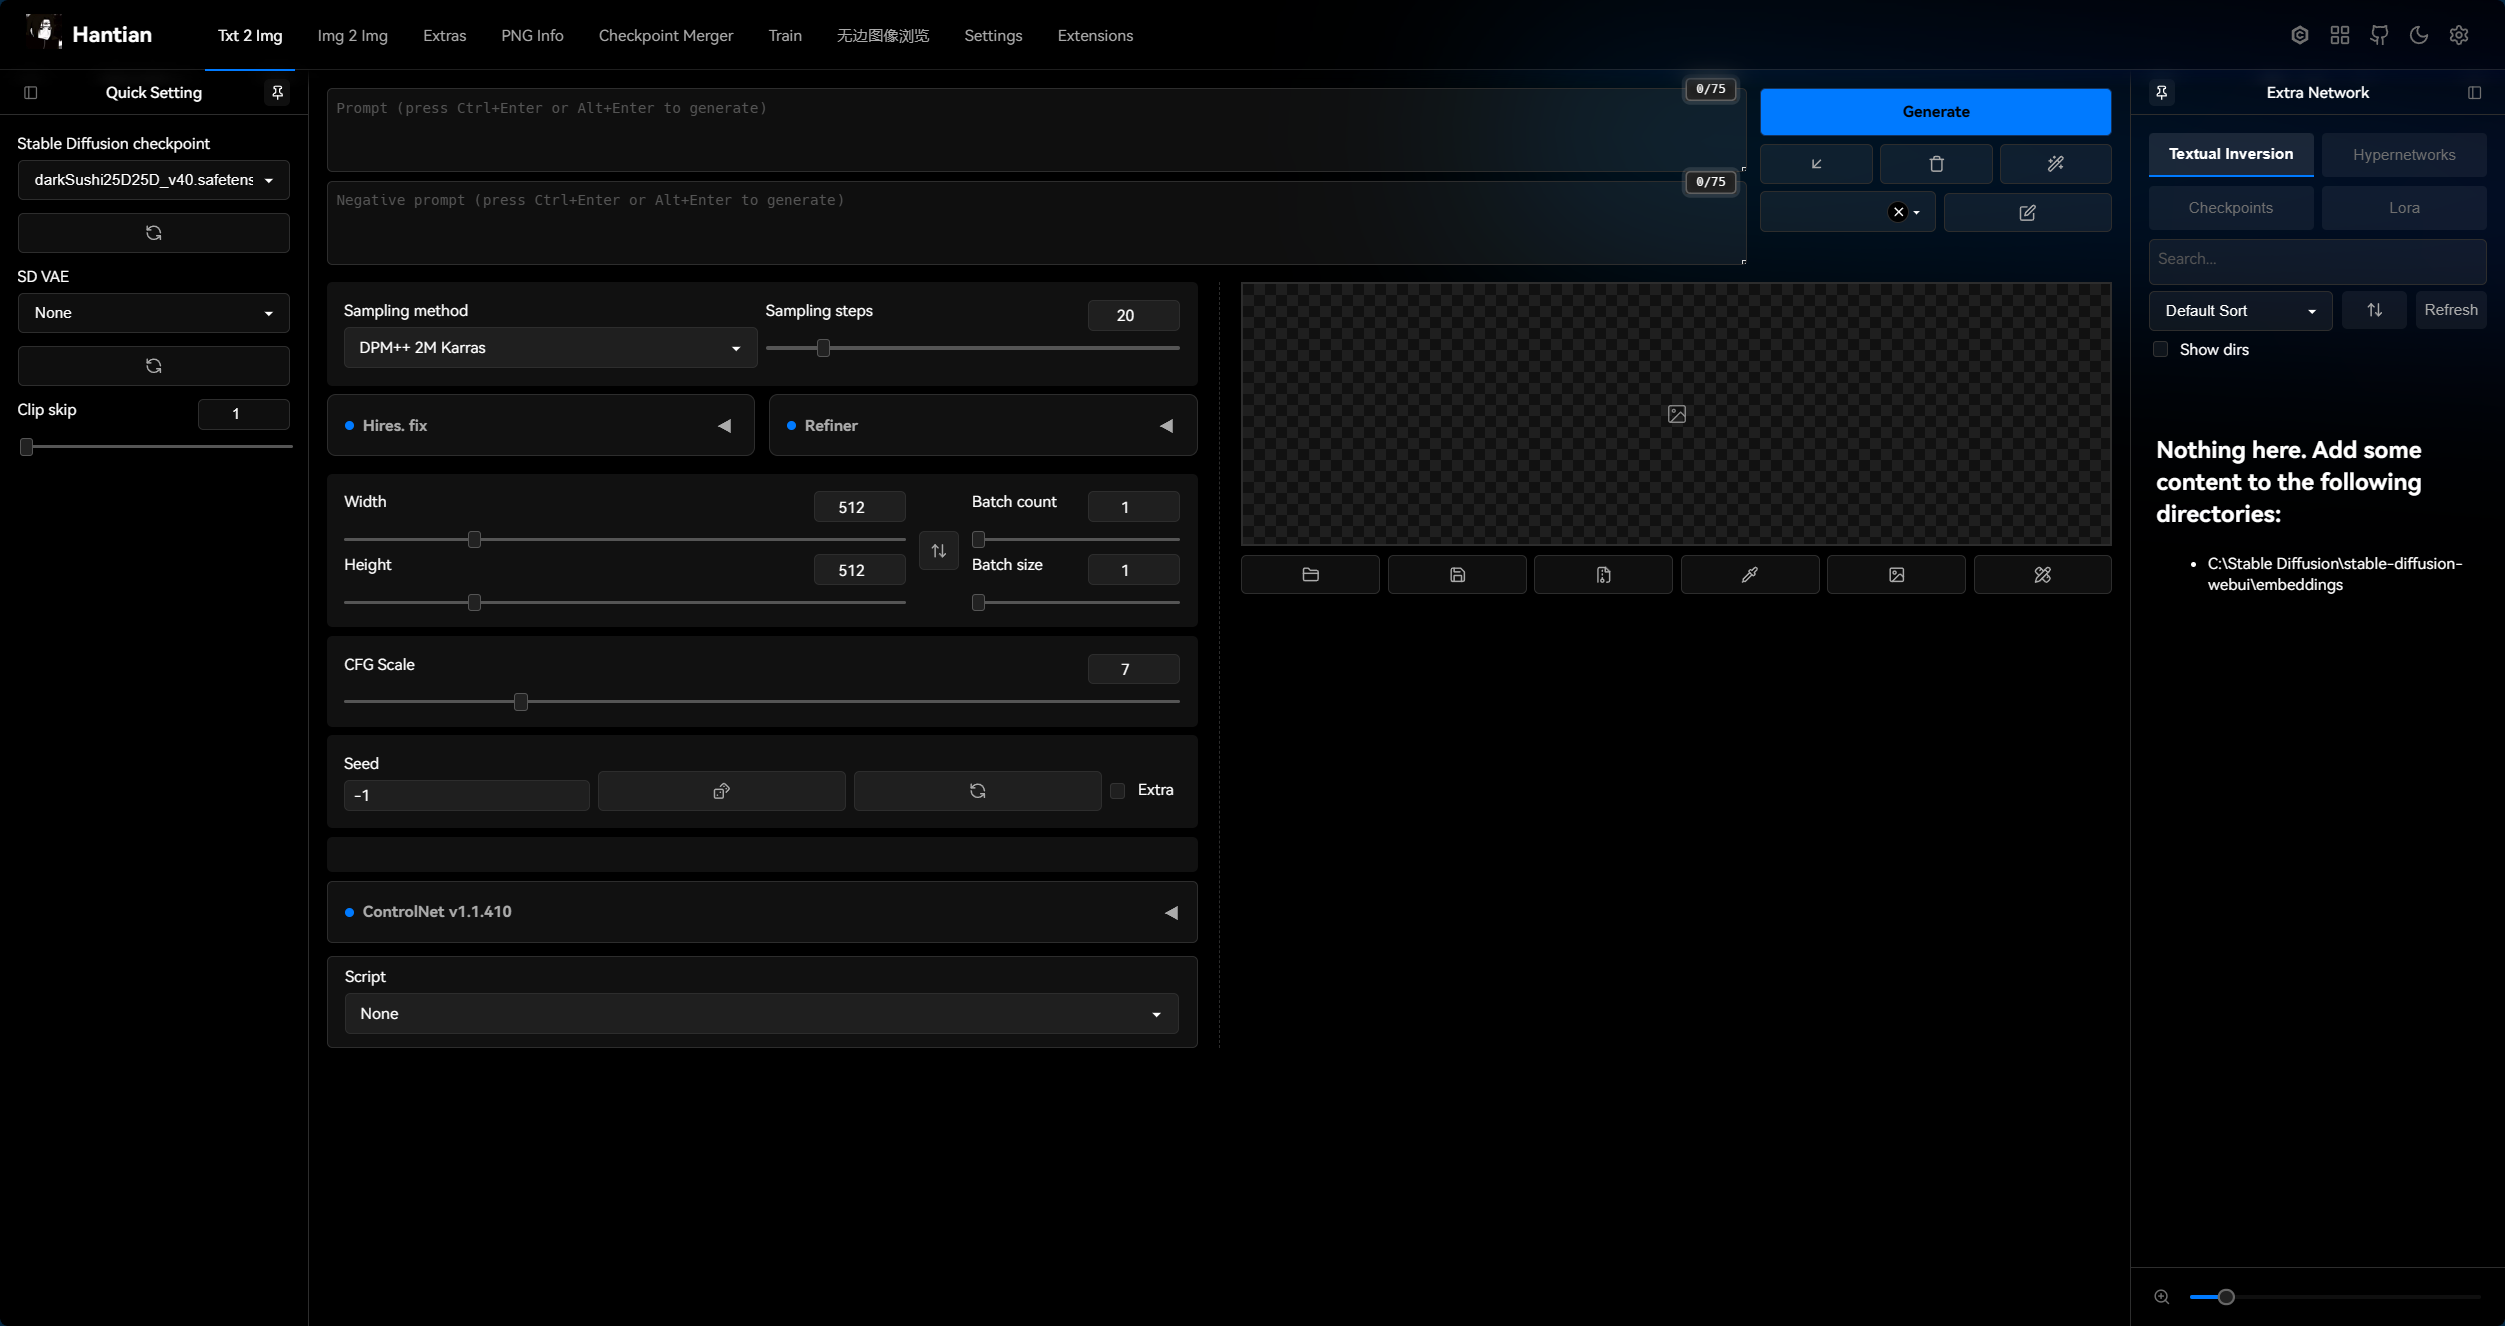 Hantian
Txt 2 Img
Img 2 Img
Extras
PNG Info
Checkpoint Merger
Train
无边图像浏览
Settings
Extensions
Quick Setting
Stable Diffusion checkpoint
darkSushi25D25D_v40.safetens
SD VAE
None
Clip skip
1
0/75
Prompt (press Ctrl+Enter or Alt+Enter to generate)
0/75
Negative prompt (press Ctrl+Enter or Alt+Enter to generate)
Generate
Sampling method
DPM++ 2M Karras
Sampling steps
20
Hires. fix
Refiner
Width
512
Height
512
Batch count
1
Batch size
1
CFG Scale
7
Seed
-1
Extra
ControlNet v1.1.410
Script
None
Extra Network
Textual Inversion
Hypernetworks
Checkpoints
Lora
Search...
Default Sort
Refresh
Show dirs
Nothing here. Add some
content to the following
directories:
C:\Stable Diffusion\stable-diffusion-
webui\embeddings